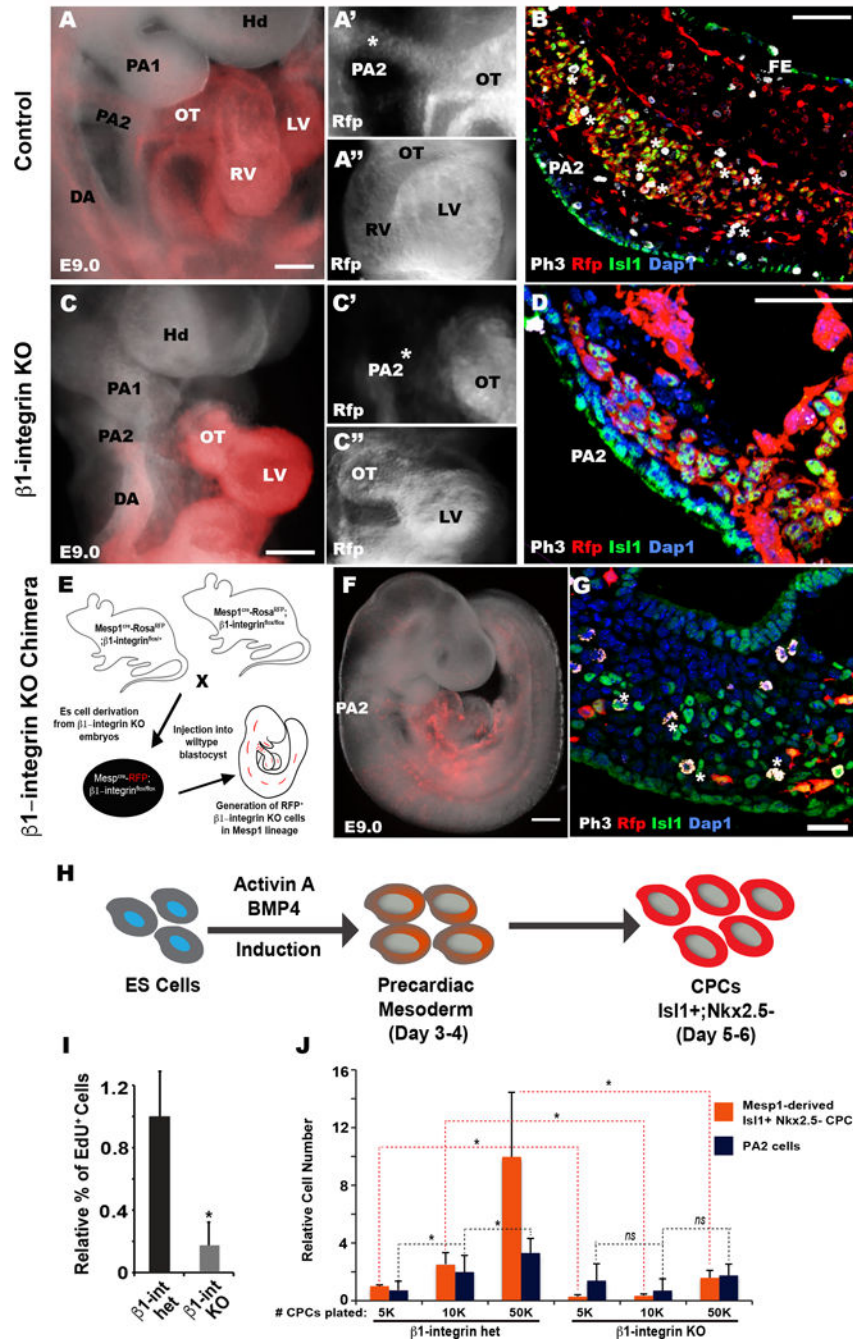 Control
A
Hd
PA1
PA2
OT
LV
RV
DA
E9.0
A'
*
PA2
OT
Rfp
A"
OT
RV
LV
Rfp
B
FE
PA2
Ph3 Rfp Isl1 Dap1
β1-integrin KO
C
Hd
PA1
PA2
OT
LV
DA
E9.0
C'
PA2 *
OT
Rfp
C"
OT
LV
Rfp
D
PA2
Ph3 Rfp Isl1 Dap1
β1-integrin KO Chimera
E
Mesp1cre-RosaRFP
;β1-integrinflox/+
Mesp1cre-RosaRFP;
β1-integrinflox/flox
X
Es cell derivation
from β1-integrin KO
embryos
Injection into
wiltype
blastocyst
Mespcre-RFP;
β1-integrinflox/flox
Generation of RFP+
β1-integrin KO cells
in Mesp1 lineage
F
PA2
E9.0
G
Ph3 Rfp Isl1 Dap1
H
Activin A
BMP4
Induction
ES Cells
Precardiac
Mesoderm
(Day 3-4)
CPCs
Isl1+;Nkx2.5-
(Day 5-6)
I
Relative % of EdU+ Cells
1.2
0.8
0.4
0
*
β1-int
het
β1-int
KO
J
Relative Cell Number
16
12
8
4
0
*
*
*
*
*
ns
ns
Mesp1-derived
Isl1+ Nkx2.5- CPC
PA2 cells
# CPCs plated: 5K 10K 50K 5K 10K 50K
β1-integrin het β1-integrin KO